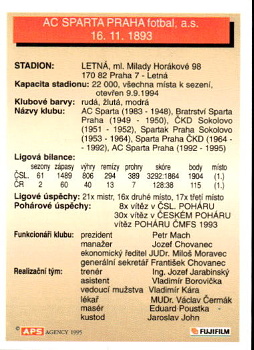 AC SPARTA PRAHA fotbal, a.s.
16. 11. 1893
STADION: LETNÁ, ml. Milady Horákové 98
170 82 Praha 7 - Letná
Kapacita stadionu: 22 000, všechna místa k sezení,
otevřen 9.9.1994
Klubové barvy: rudá, žlutá, modrá
Názvy klubu: AC Sparta (1983 - 1948), Bratrství Sparta
Praha (1949 - 1950), ČKD Sokolovo
(1951 - 1952), Spartak Praha Sokolovo
(1953 - 1964), Spartak ČKD Praha (1964 -
1990), AC Sparta Praha (1992 - 1995)
Ligová bilance:
sezóny zápasy výhry remízy prohry skóre body místo
ČSL. 61 1489 806 294 389 3292:1864 1904 (1.)
ČR 2 60 40 13 7 128:38 115 (1.)
Ligové úspěchy: 21x mistr, 16x druhé místo, 17x třetí místo
Pohárové úspěchy: 8x vítěz v ČSL. POHÁRU
30x vítěz v ČESKÉM POHÁRU
vítěz POHÁRU ČMFS 1993
Funkcionáři klubu: prezident Petr Mach
manažer Jozef Chovanec
ekonomický ředitel JUDr. Miloš Moravec
generální sekretář František Chovanec
Realizační tým: trenér Ing. Jozef Jarabinský
asistent Vladimír Borovička
vedoucí mužstva Vladimír Kára
lékař MUDr. Václav Čermák
masér Eduard Poustka
kustod Jaroslav John
© APS AGENCY 1995
FUJIFILM